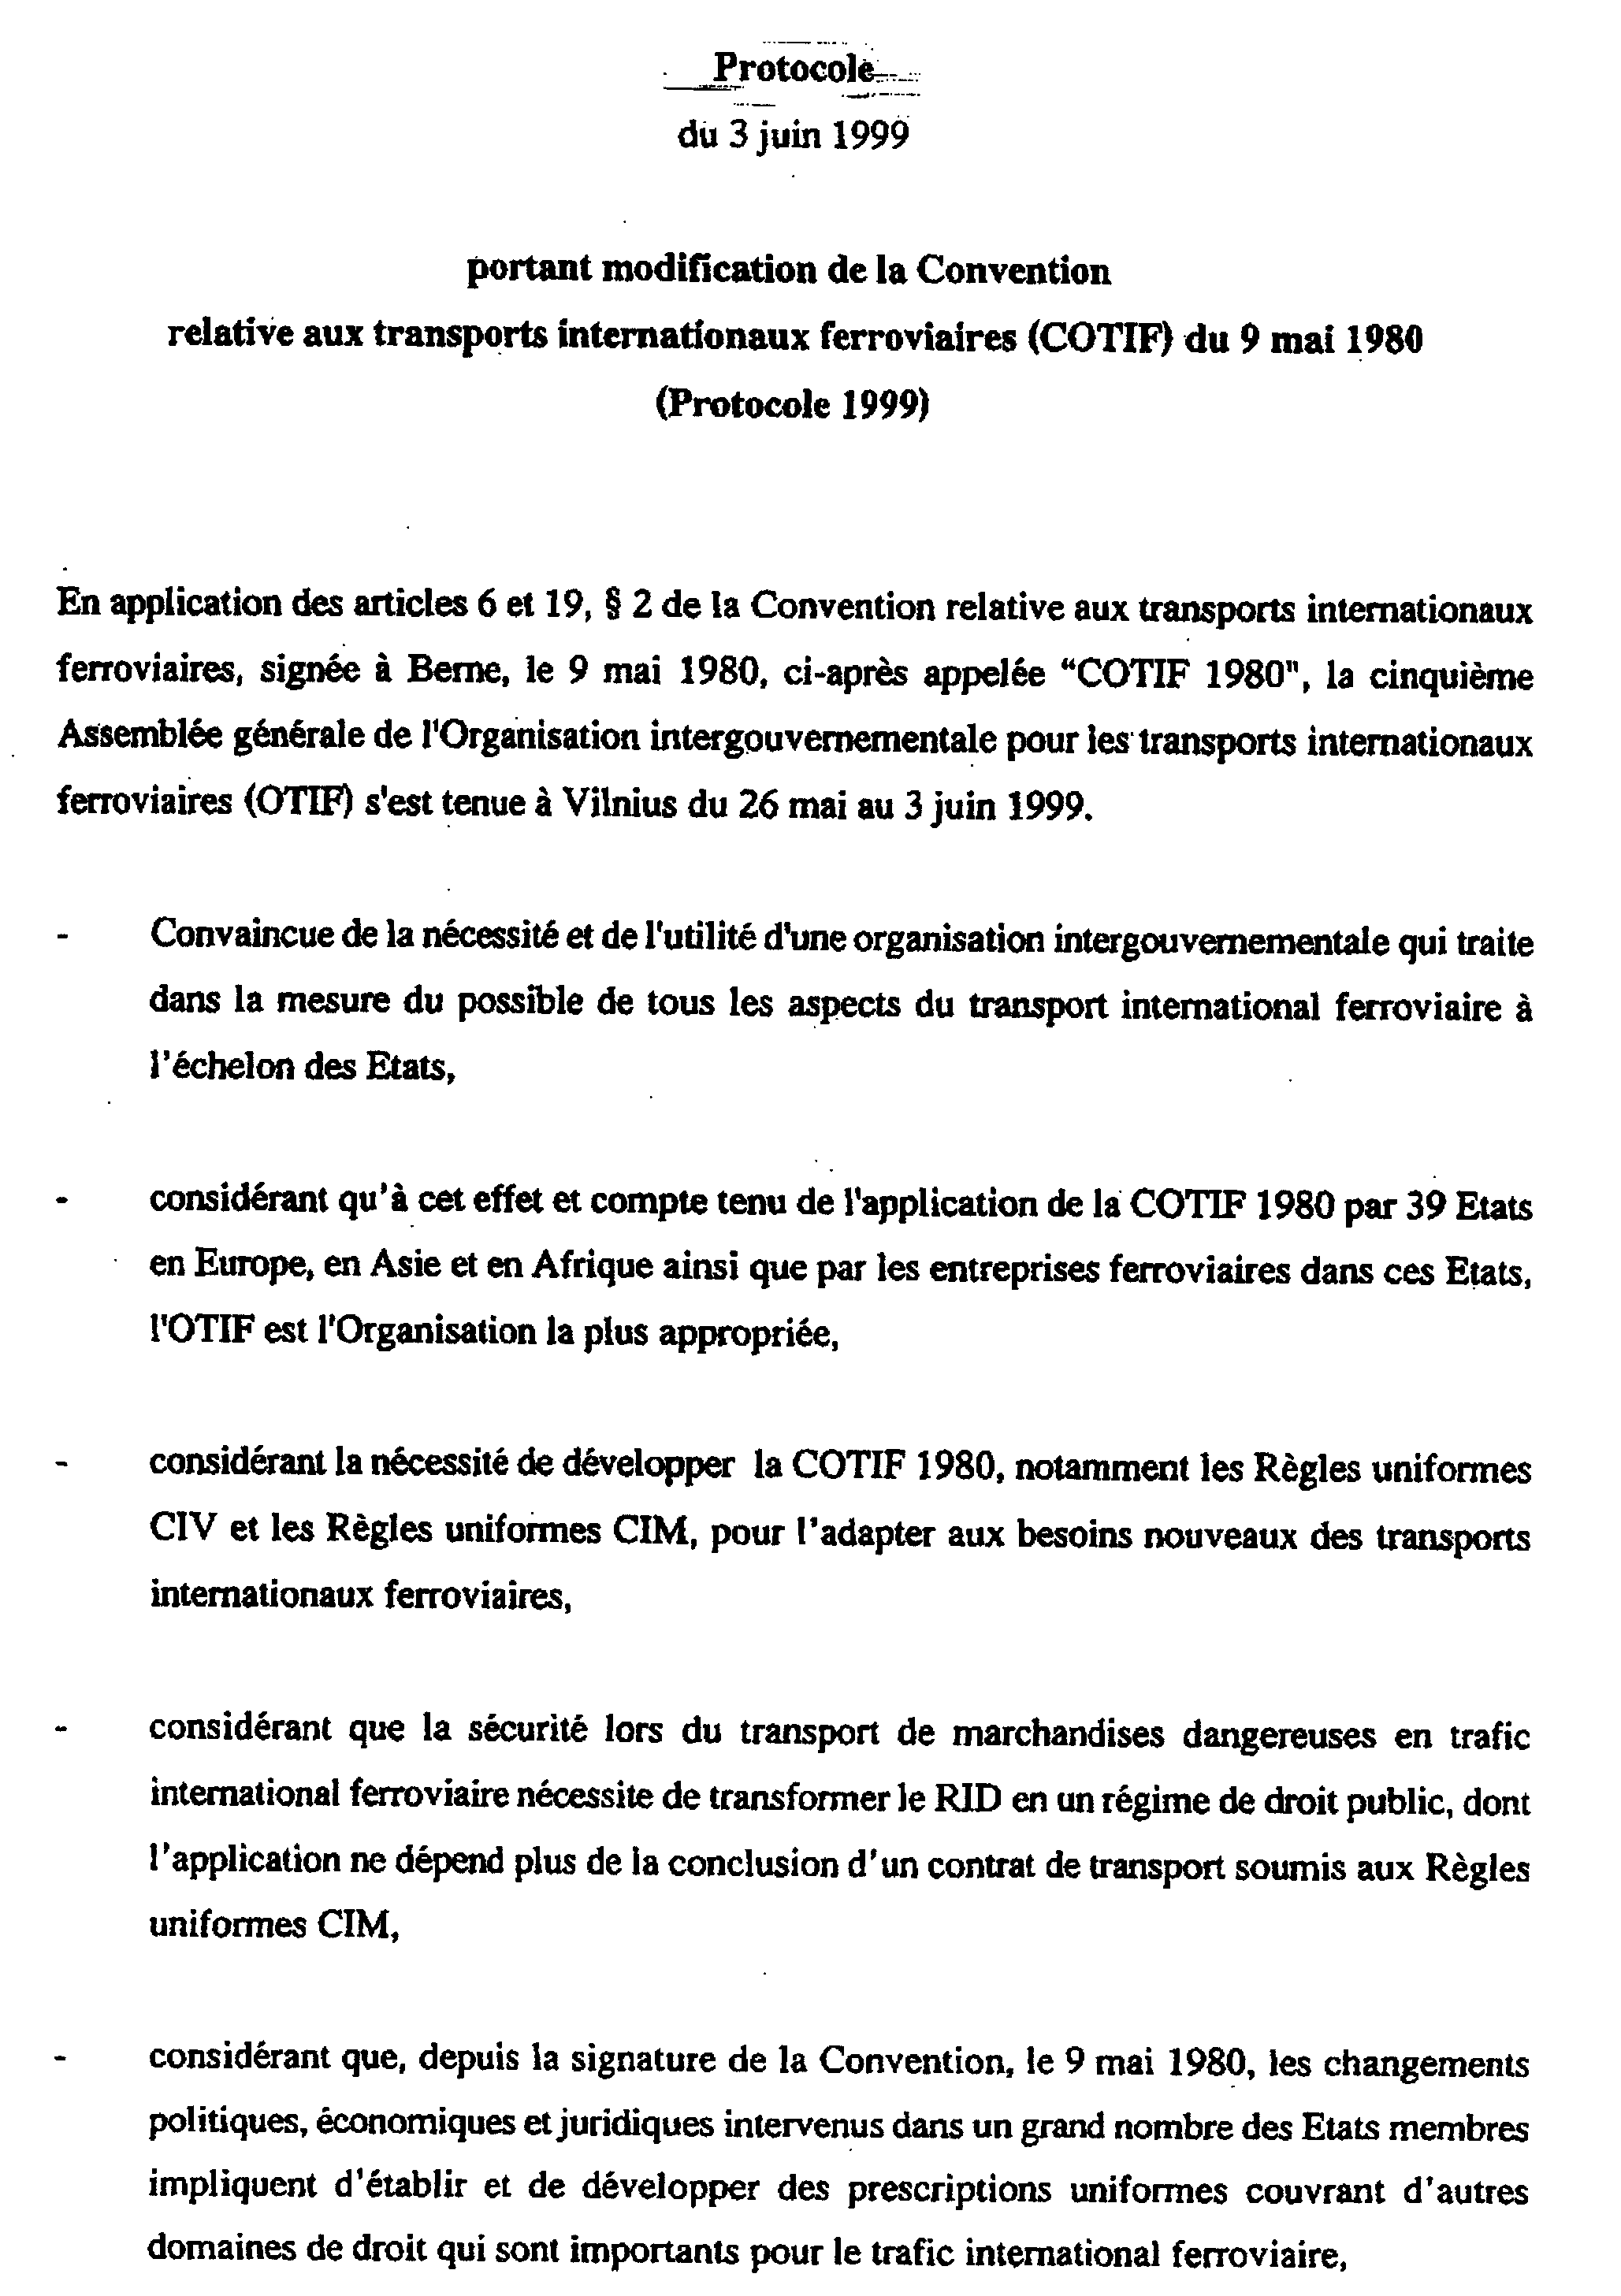 Protocole
du 3 juin 1999
portant modification de la Convention
relative aux transports internationaux ferroviaires (COTIF) du 9 mai 1980
(Protocole 1999)
En application des articles 6 et 19, § 2 de la Convention relative aux transports internationaux
ferroviaires, signée à Berne, le 9 mai 1980, ci-après appelée “COTIF 1980", la cinquième
Assemblée générale de l'Organisation intergouvernementale pour les transports internationaux
ferroviaires (OTIF) s'est tenue à Vilnius du 26 mai au 3 juin 1999.
- Convaincue de la nécessité et de l'utilité d'une organisation intergouvernementale qui traite
dans la mesure du possible de tous les aspects du transport international ferroviaire à
l’échelon des Etats,
- considérant qu’à cet effet et compte tenu de l'application de la COTIF 1980 par 39 Etats
en Europe, en Asie et en Afrique ainsi que par les entreprises ferroviaires dans ces Etats,
l'OTIF est l'Organisation la plus appropriée,
- considérant la nécessité de développer la COTIF 1980, notamment les Règles uniformes
CIV et les Règles uniformes CIM, pour l’adapter aux besoins nouveaux des transports
internationaux ferroviaires,
- considérant que la sécurité lors du transport de marchandises dangereuses en trafic
international ferroviaire nécessite de transformer le RID en un régime de droit public, dont
l’application ne dépend plus de la conclusion d’un contrat de transport soumis aux Règles
uniformes CIM,
- considérant que, depuis la signature de la Convention, le 9 mai 1980, les changements
politiques, économiques et juridiques intervenus dans un grand nombre des Etats membres
impliquent d’établir et de développer des prescriptions uniformes couvrant d’autres
domaines de droit qui sont importants pour le trafic international ferroviaire,